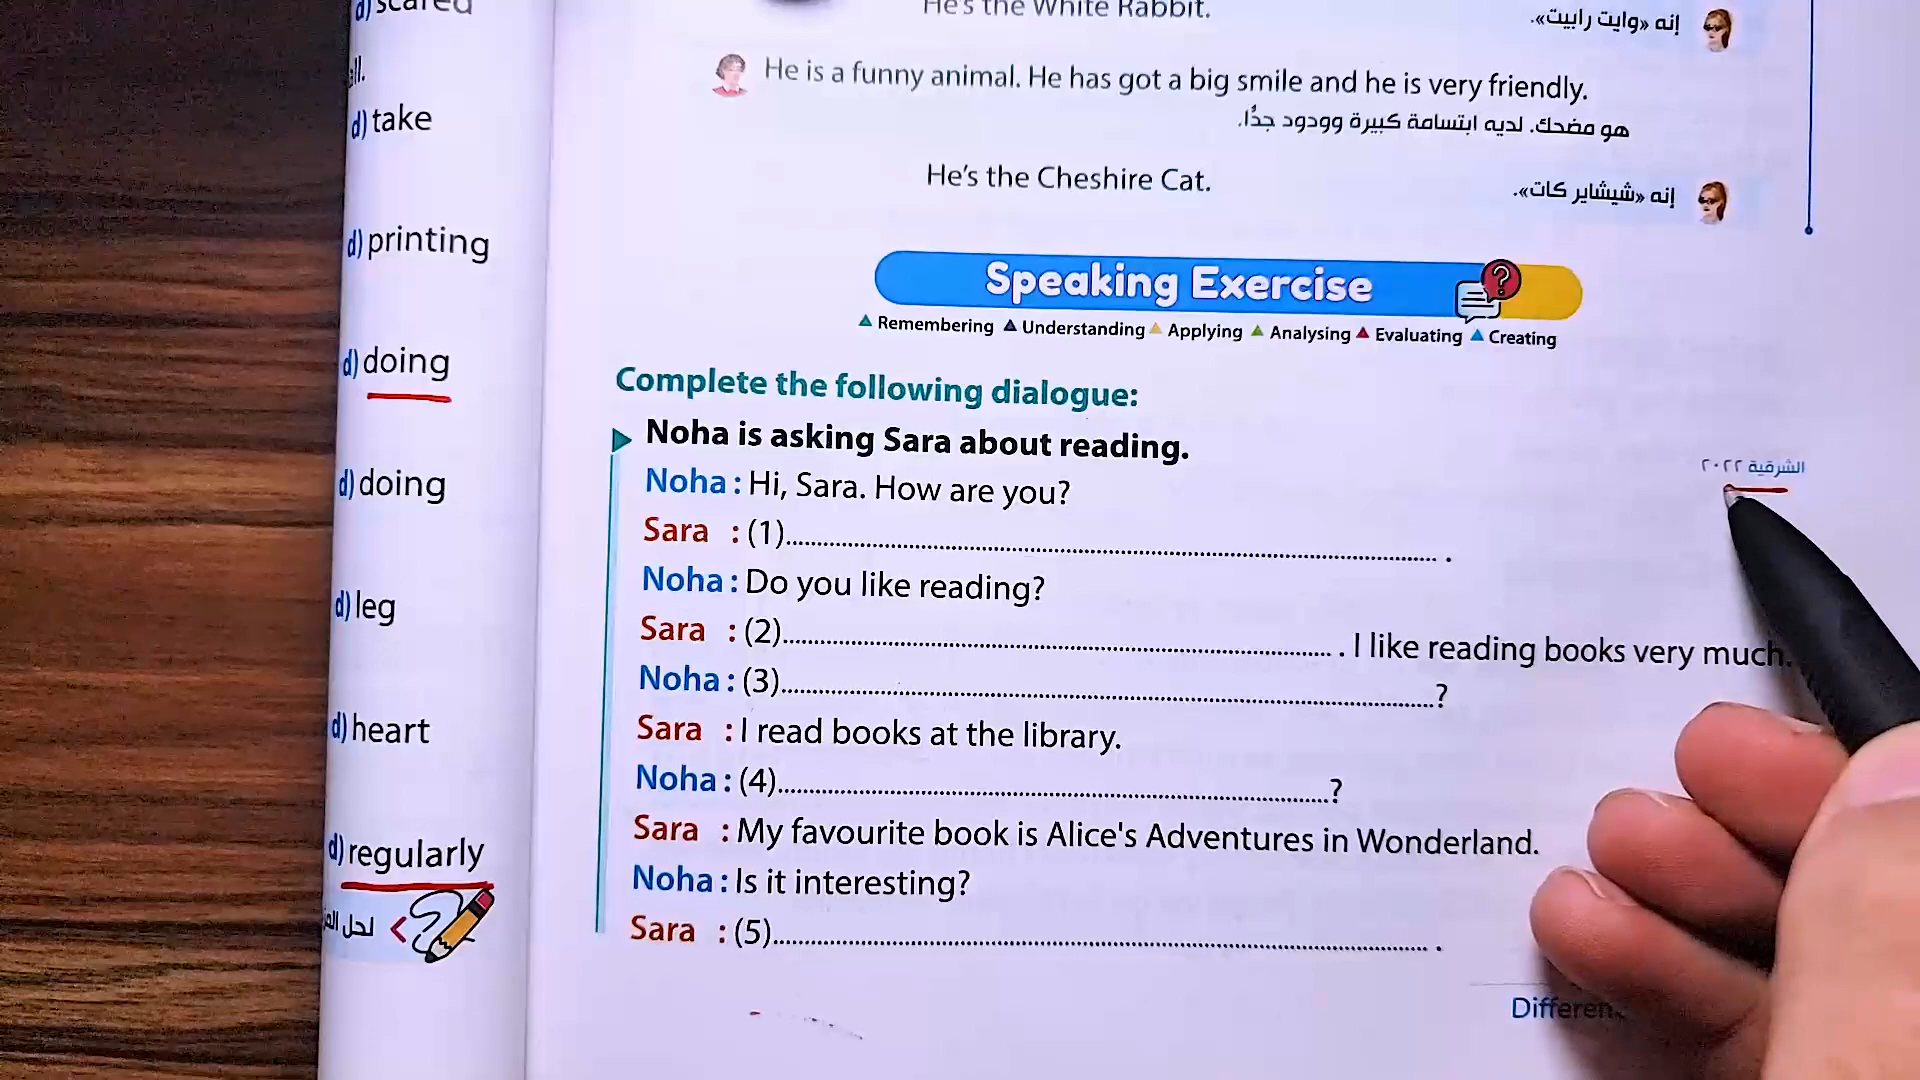 d) scared
all.
d) take
d) printing
d) doing
d) doing
d) leg
d) heart
d) regularly
لحل
He's the White Rabbit.
إنه «وايت رابيت».
He is a funny animal. He has got a big smile and he is very friendly.
هو مضحك. لديه ابتسامة كبيرة وودود جدًا.
He's the Cheshire Cat.
إنه «شيشاير كات».
Speaking Exercise
Remembering Understanding Applying Analysing Evaluating Creating
Complete the following dialogue:
Noha is asking Sara about reading.
الشرقية ٢٠٢٢
Noha : Hi, Sara. How are you?
Sara : (1).................... .
Noha : Do you like reading?
Sara : (2).................... . I like reading books very much.
Noha : (3)....................?
Sara : I read books at the library.
Noha : (4)....................?
Sara : My favourite book is Alice's Adventures in Wonderland.
Noha : Is it interesting?
Sara : (5).................... .